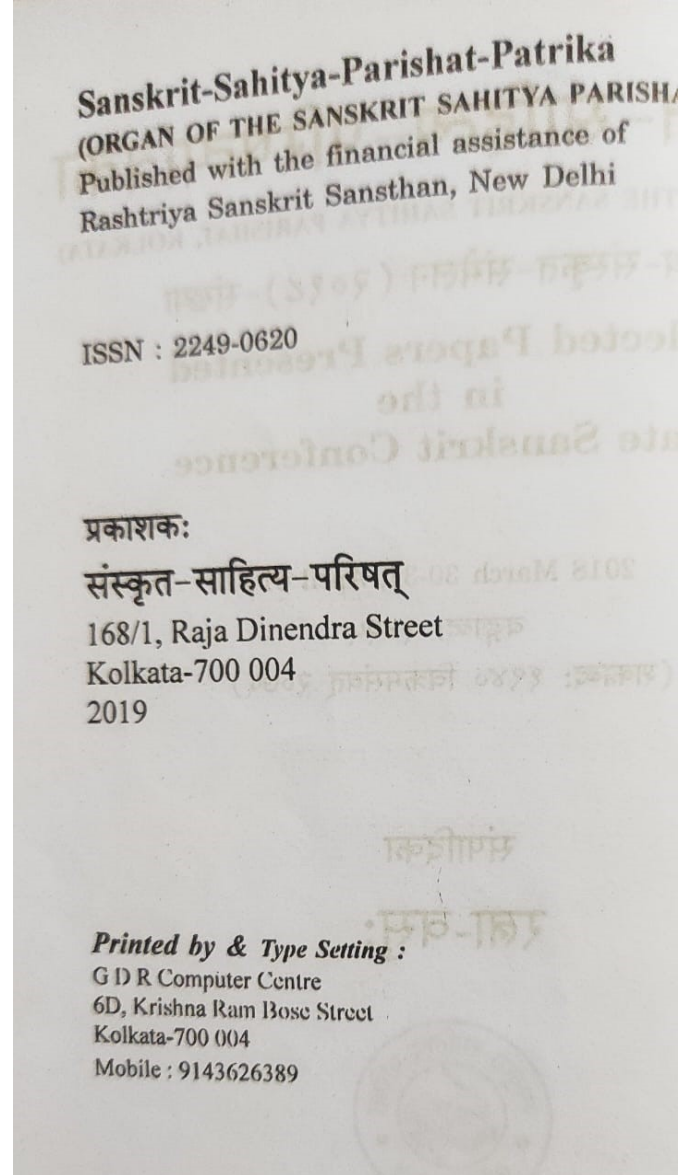 Sanskrit-Sahitya-Parishat-Patrika
(ORGAN OF THE SANSKRIT SAHITYA PARISHA
Published with the financial assistance of
Rashtriya Sanskrit Sansthan, New Delhi
ISSN : 2249-0620
प्रकाशक:
संस्कृत-साहित्य-परिषत्
168/1, Raja Dinendra Street
Kolkata-700 004
2019
Printed by & Type Setting :
G D R Computer Centre
6D, Krishna Ram Bose Street
Kolkata-700 004
Mobile : 9143626389